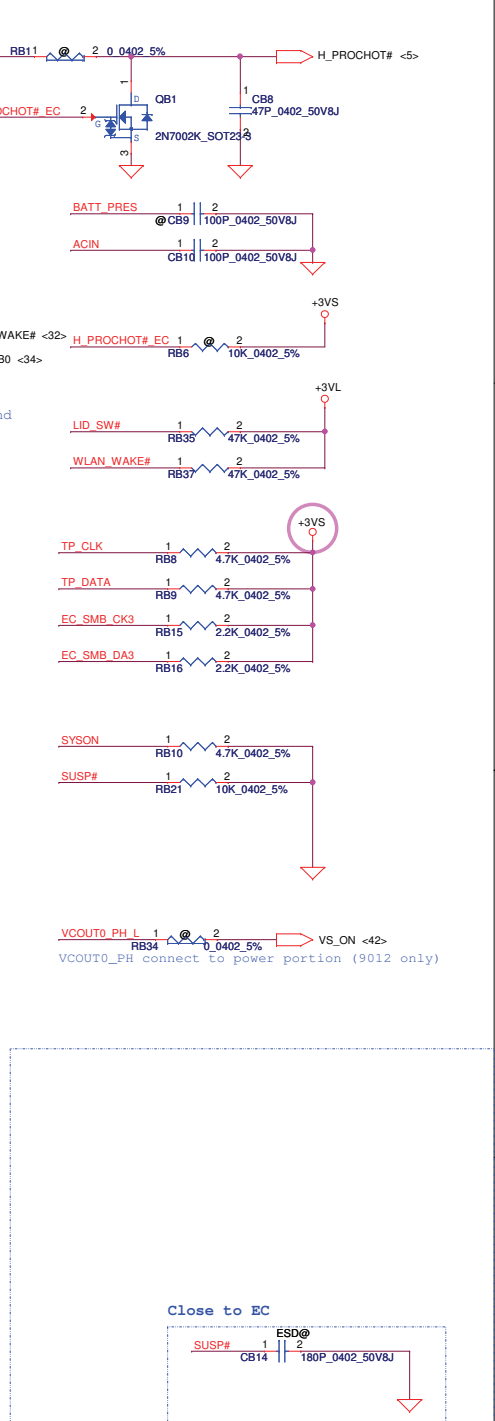 RB11 @ 2 0_0402_5%
H_PROCHOT# <5>
1
D
QB1
1
CB8
OCHOT#_EC 2
G
47P_0402_50V8J
S
2N7002K_SOT23-3
2
3
BATT_PRES 1 2
@ CB9 100P_0402_50V8J
ACIN 1 2
CB10 100P_0402_50V8J
+3VS
WAKE# <32>
H_PROCHOT#_EC 1 @ 2
RB6 10K_0402_5%
B0 <34>
+3VL
nd
LID_SW# 1 2
RB35 47K_0402_5%
WLAN_WAKE# 1 2
RB37 47K_0402_5%
+3VS
TP_CLK 1 2
RB8 4.7K_0402_5%
TP_DATA 1 2
RB9 4.7K_0402_5%
EC_SMB_CK3 1 2
RB15 2.2K_0402_5%
EC_SMB_DA3 1 2
RB16 2.2K_0402_5%
SYSON 1 2
RB10 4.7K_0402_5%
SUSP# 1 2
RB21 10K_0402_5%
VCOUT0_PH_L 1 @ 2
RB34 0_0402_5%
VS_ON <42>
VCOUT0_PH connect to power portion (9012 only)
Close to EC
ESD@
SUSP# 1 2
CB14 180P_0402_50V8J